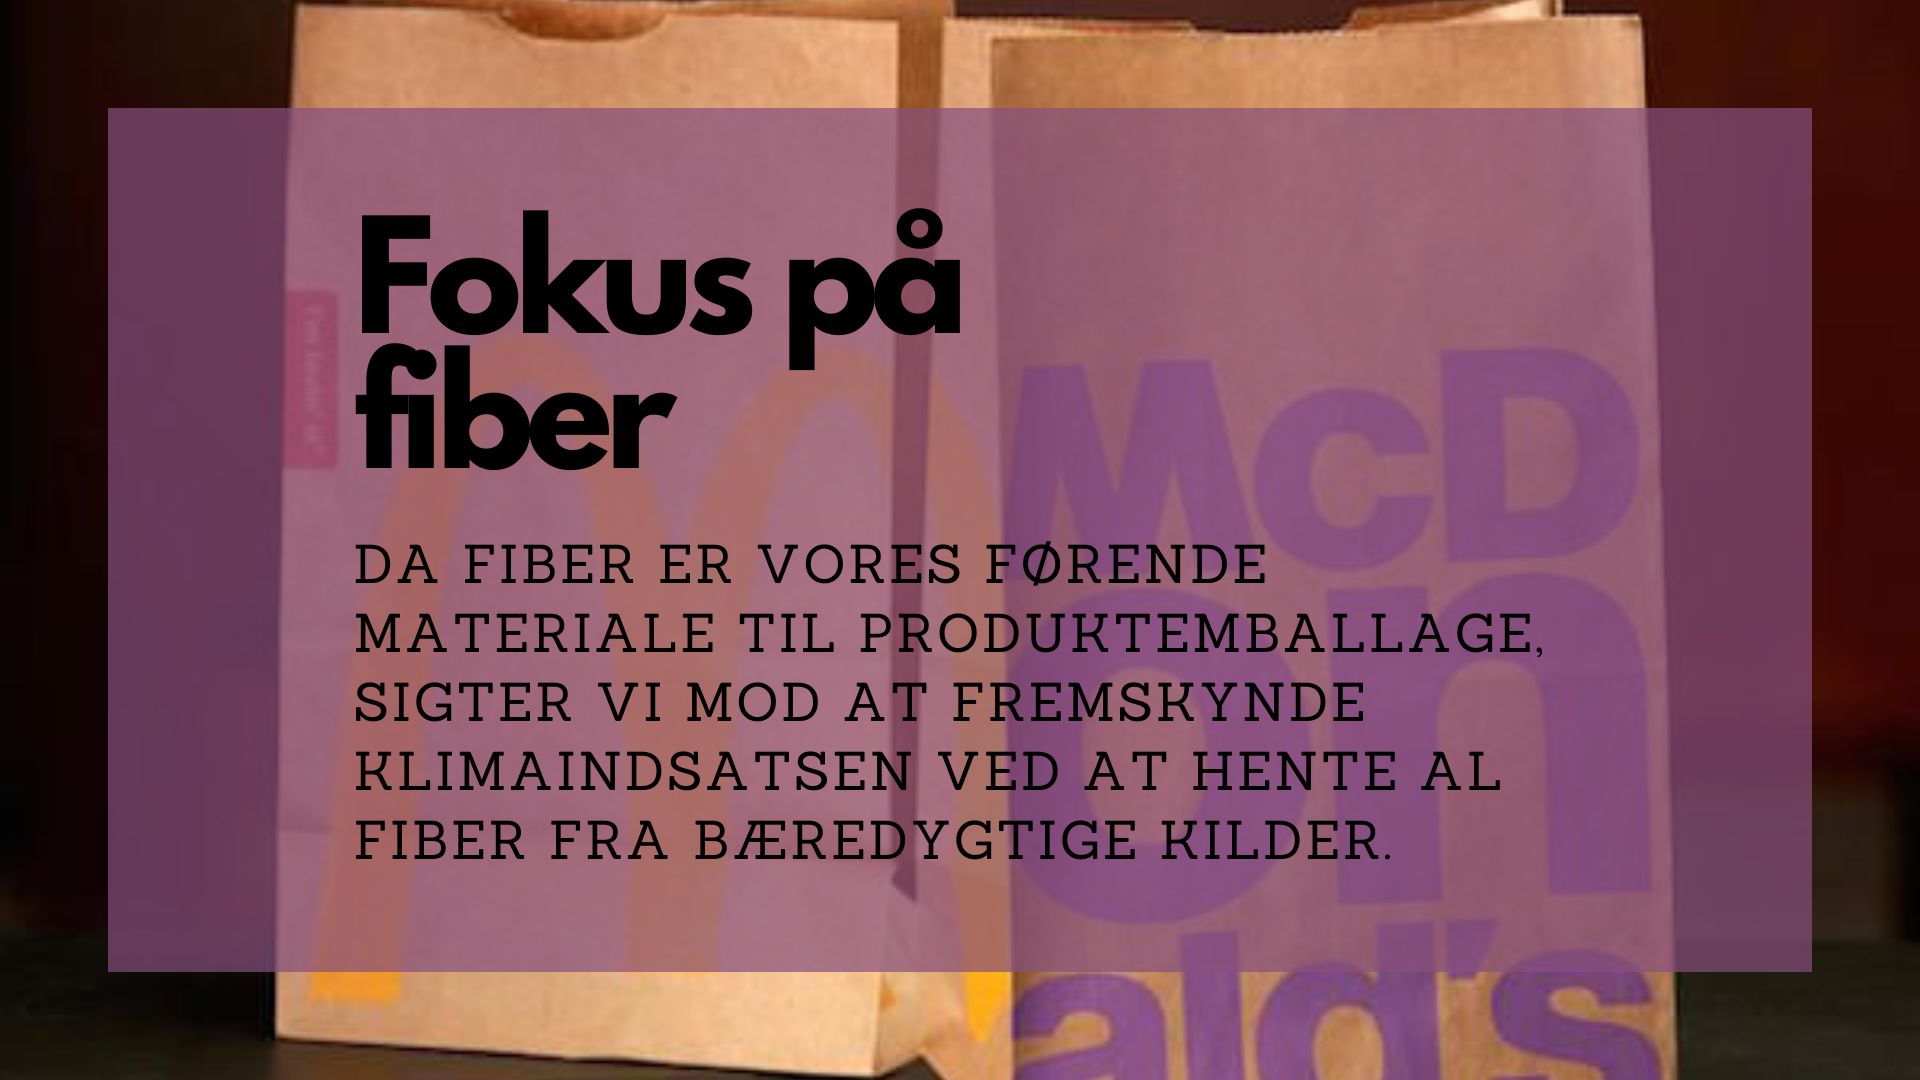 Fokus på
fiber
DA FIBER ER VORES FØRENDE
MATERIALE TIL PRODUKTEMBALLAGE,
SIGTER VI MOD AT FREMSKYNDE
KLIMAINDSATSEN VED AT HENTE AL
FIBER FRA BÆREDYGTIGE KILDER.
McD
on
ald's